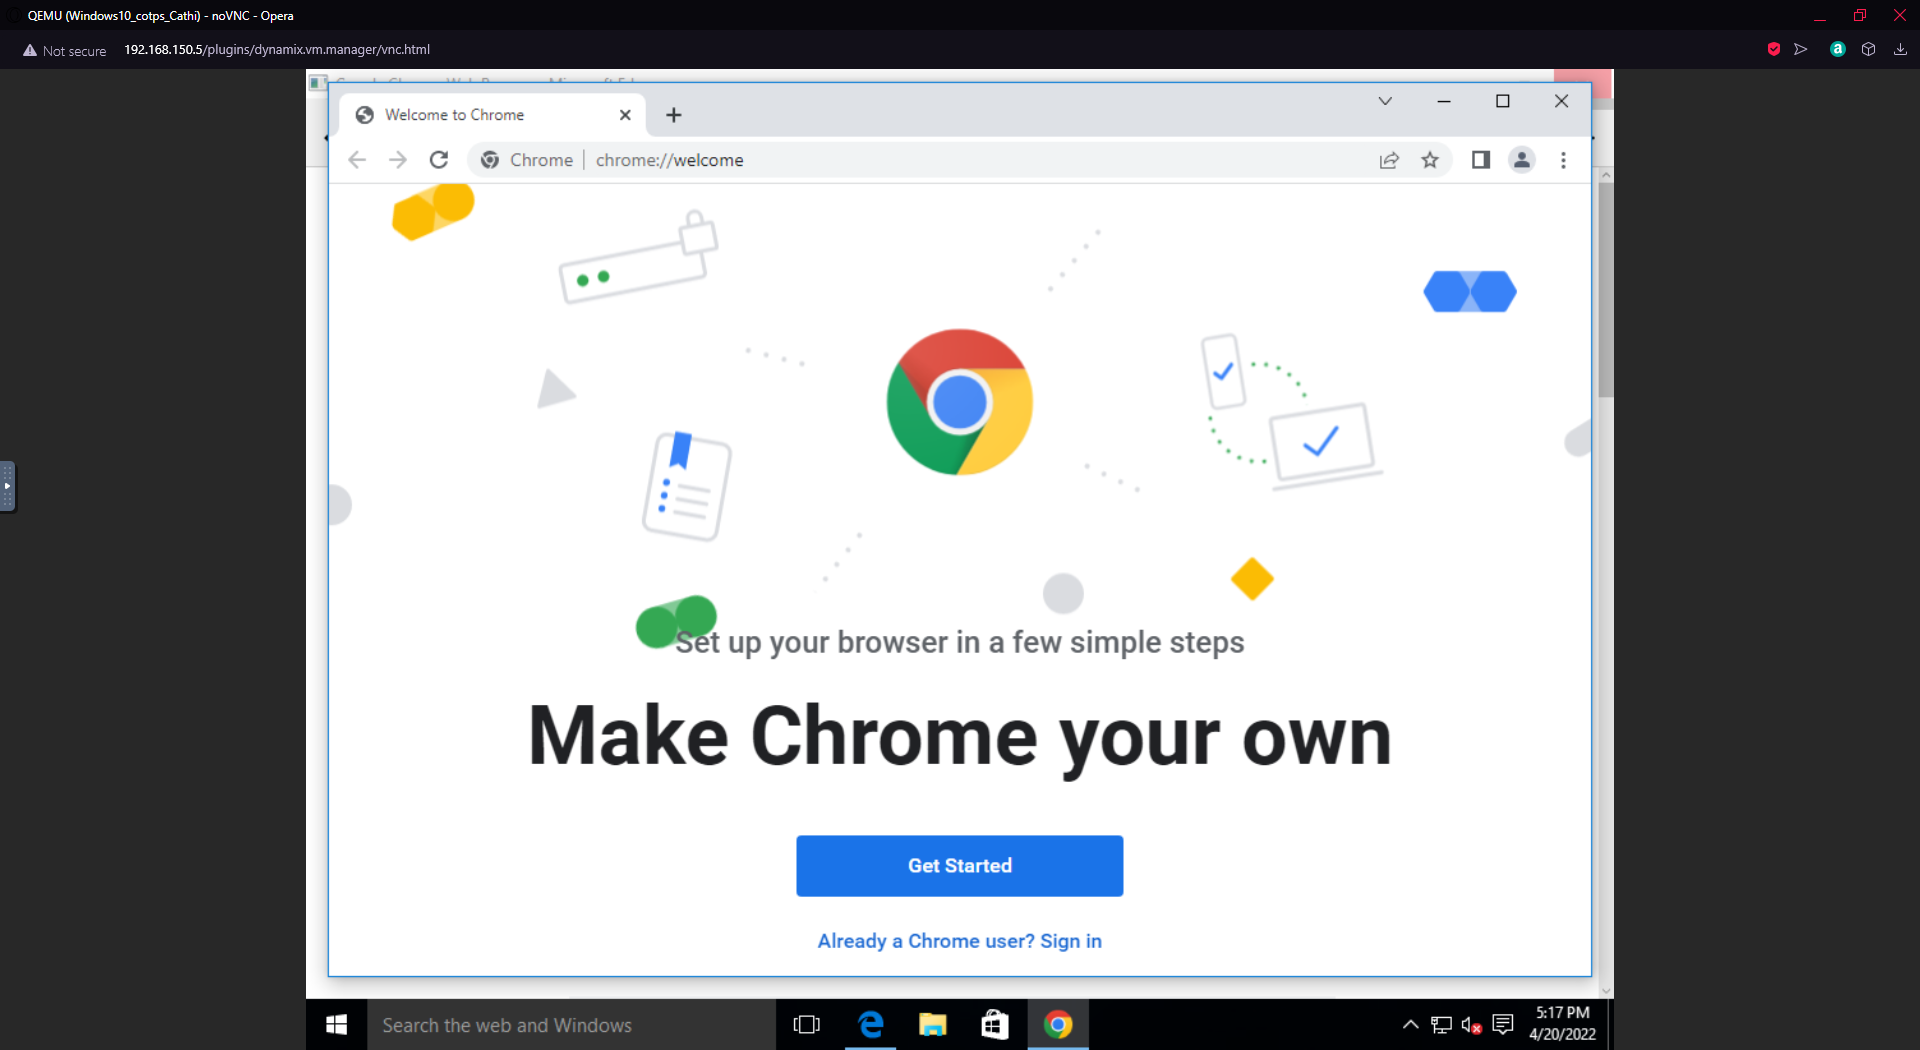 QEMU (Windows10_cotps_Cathi) - noVNC - Opera
Not secure 192.168.150.5/plugins/dynamix.vm.manager/vnc.html
Welcome to Chrome
Chrome chrome://welcome
a
Set up your browser in a few simple steps
Make Chrome your own
Get Started
Already a Chrome user? Sign in
Search the web and Windows
5:17 PM
4/20/2022